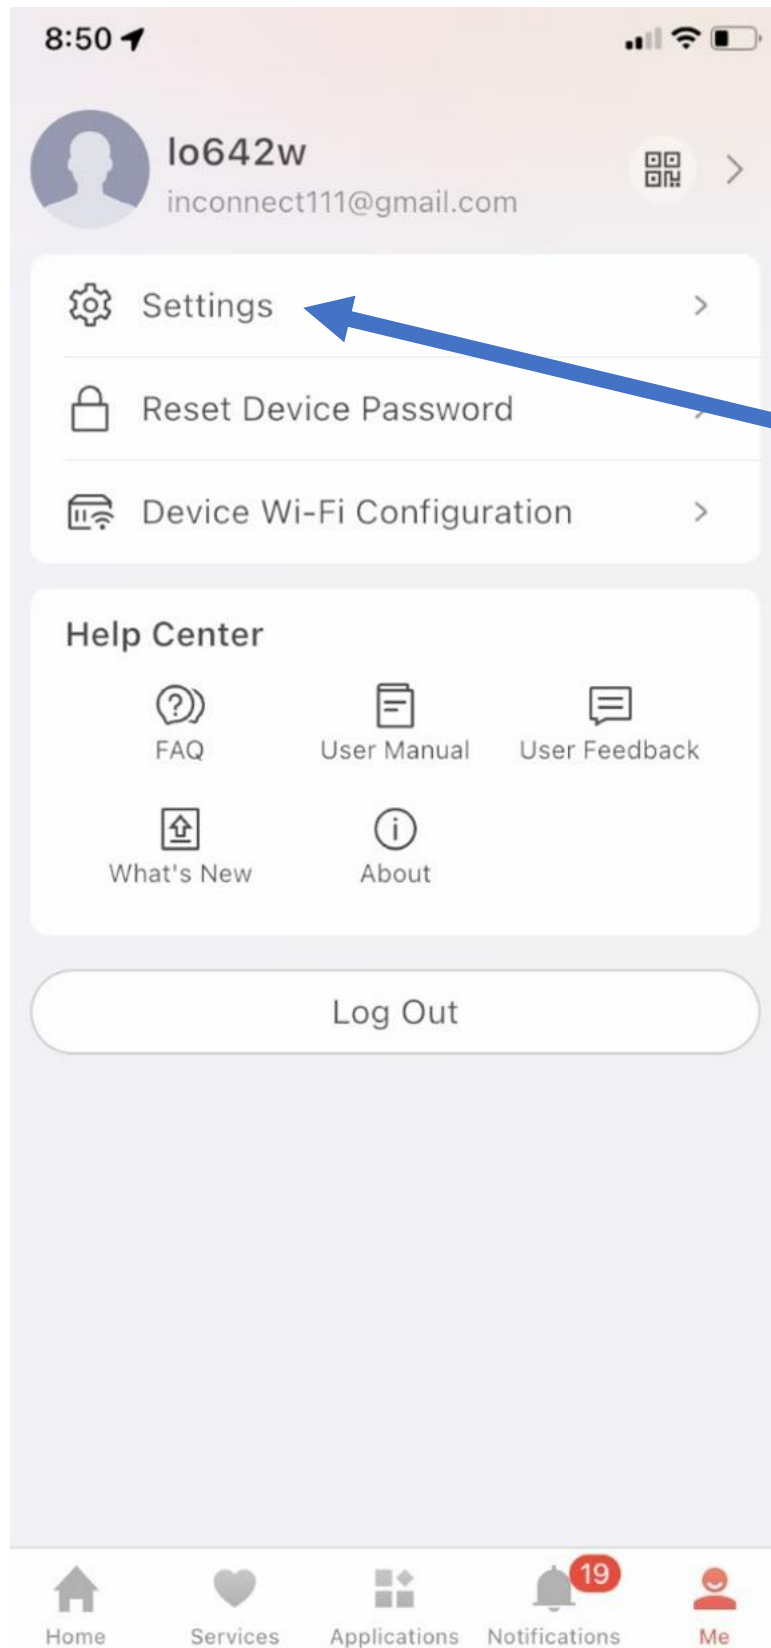 8:50
lo642w
inconnect111@gmail.com
Settings
Reset Device Password
Device Wi-Fi Configuration
Help Center
FAQ User Manual User Feedback
What's New About
Log Out
19
Home Services Applications Notifications Me